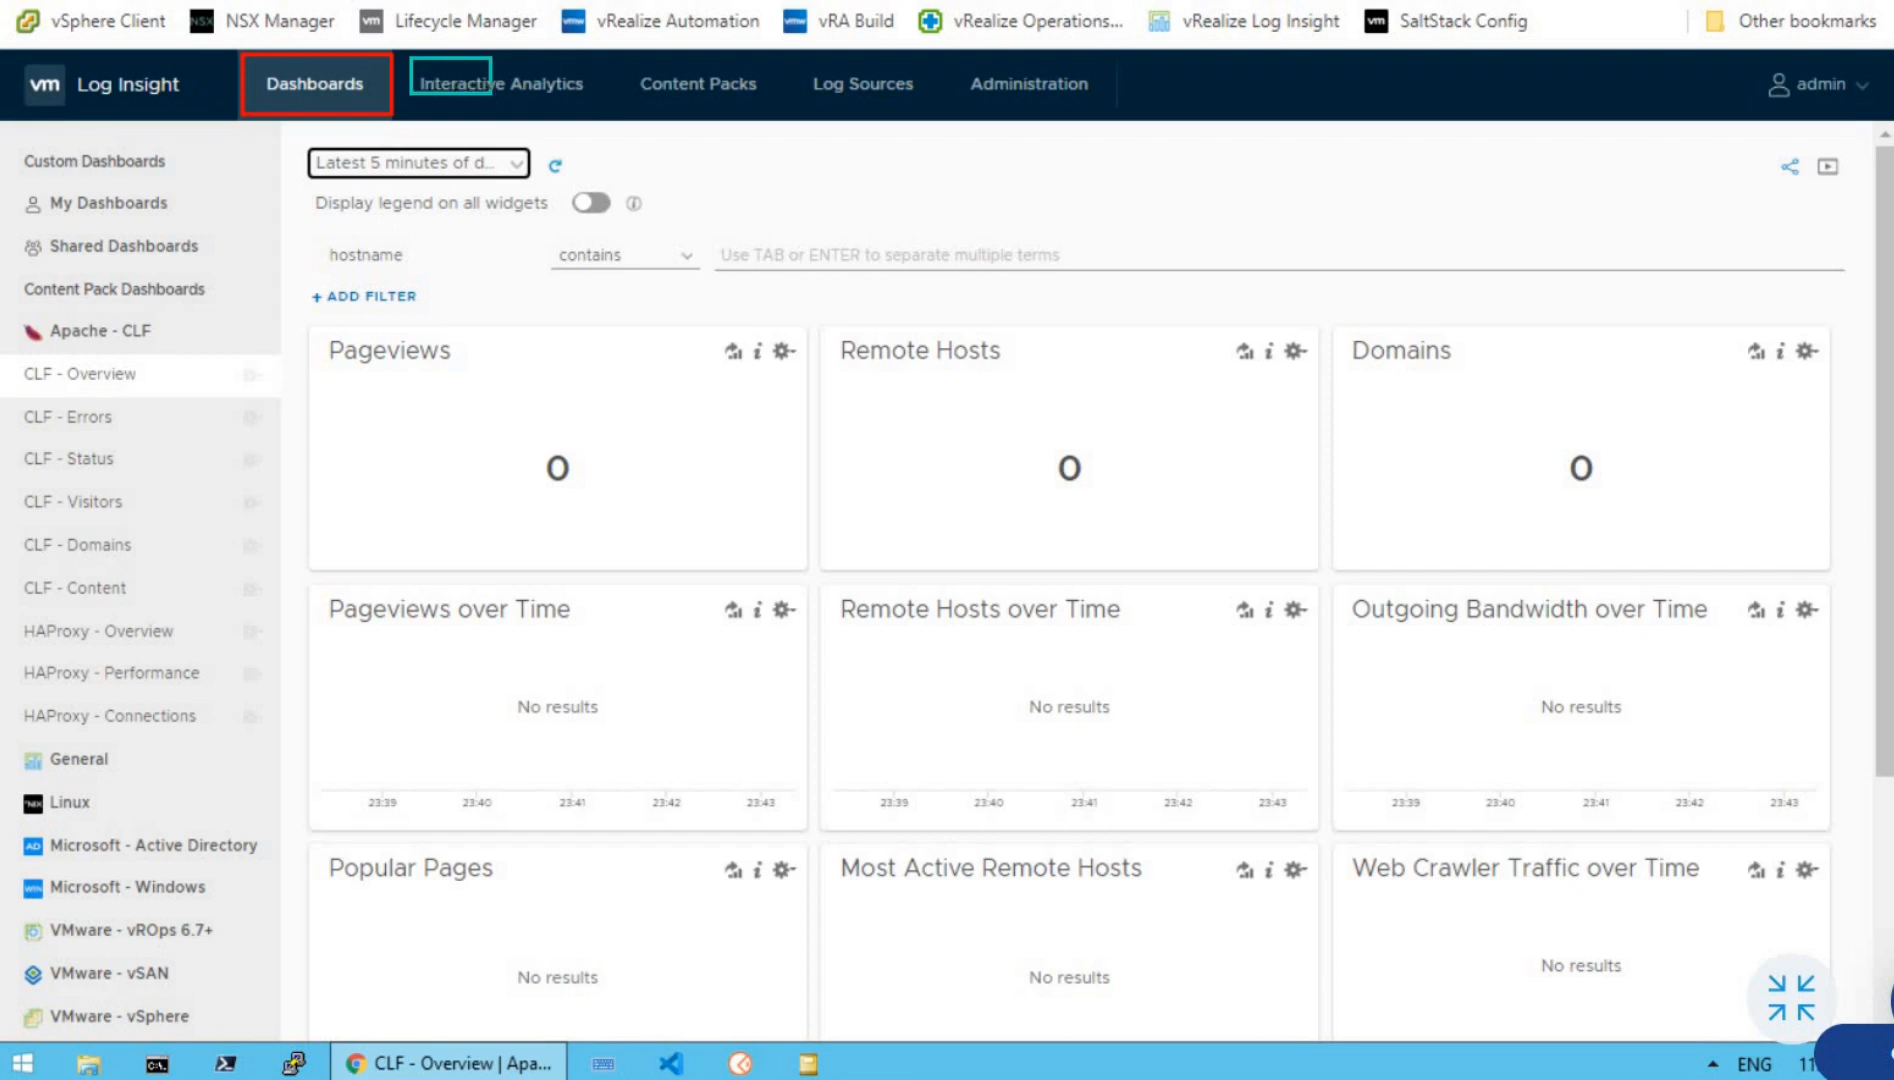 vSphere Client NSX NSX Manager vm Lifecycle Manager vmw vRealize Automation vmw vRA Build vRealize Operations... vRealize Log Insight vm SaltStack Config Other bookmarks
vm Log Insight Dashboards Interactive Analytics Content Packs Log Sources Administration admin
Custom Dashboards
My Dashboards
Shared Dashboards
Content Pack Dashboards
Apache - CLF
CLF - Overview
CLF - Errors
CLF - Status
CLF - Visitors
CLF - Domains
CLF - Content
HAProxy - Overview
HAProxy - Performance
HAProxy - Connections
General
Linux
AD Microsoft - Active Directory
WIN Microsoft - Windows
VMware - vROps 6.7+
VMware - vSAN
VMware - vSphere
Latest 5 minutes of d...
Display legend on all widgets
hostname contains Use TAB or ENTER to separate multiple terms
+ ADD FILTER
Pageviews
0
Remote Hosts
0
Domains
0
Pageviews over Time
No results
23:39 23:40 23:41 23:42 23:43
Remote Hosts over Time
No results
23:39 23:40 23:41 23:42 23:43
Outgoing Bandwidth over Time
No results
23:39 23:40 23:41 23:42 23:43
Popular Pages
No results
Most Active Remote Hosts
No results
Web Crawler Traffic over Time
No results
C:\. CLF - Overview | Apa... ENG